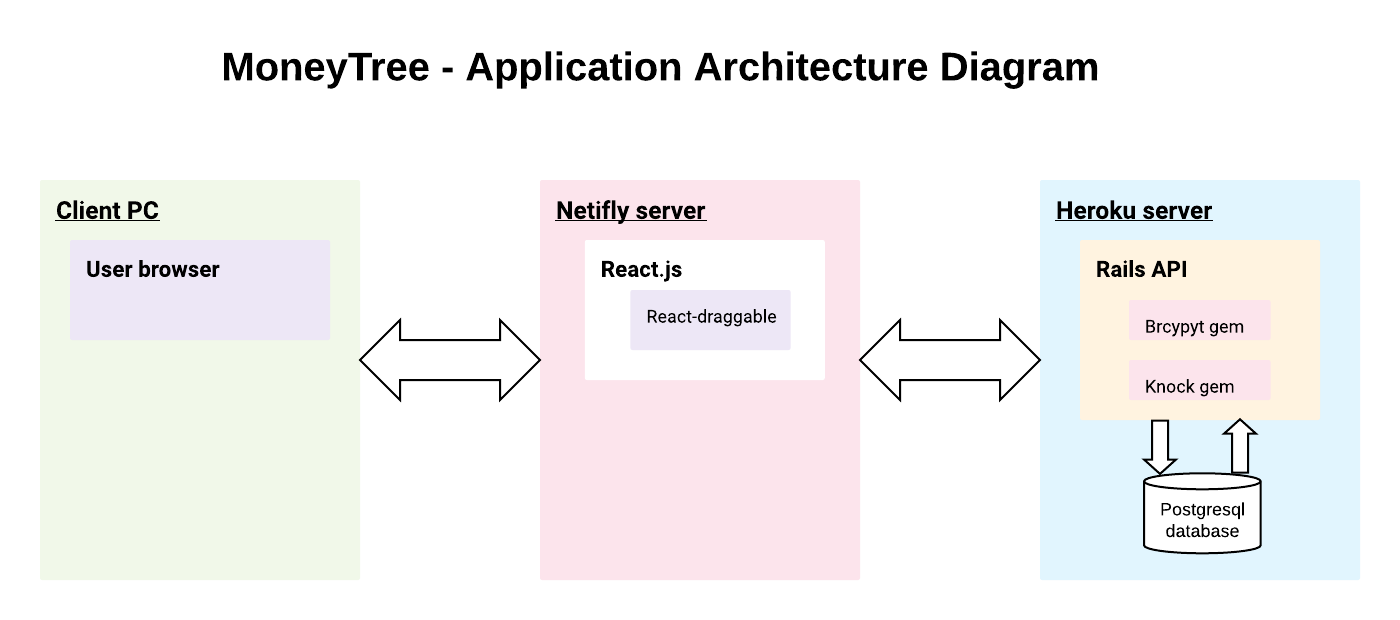 MoneyTree - Application Architecture Diagram
Client PC
User browser
Netifly server
React.js
React-draggable
Heroku server
Rails API
Brcypyt gem
Knock gem
Postgresql
database